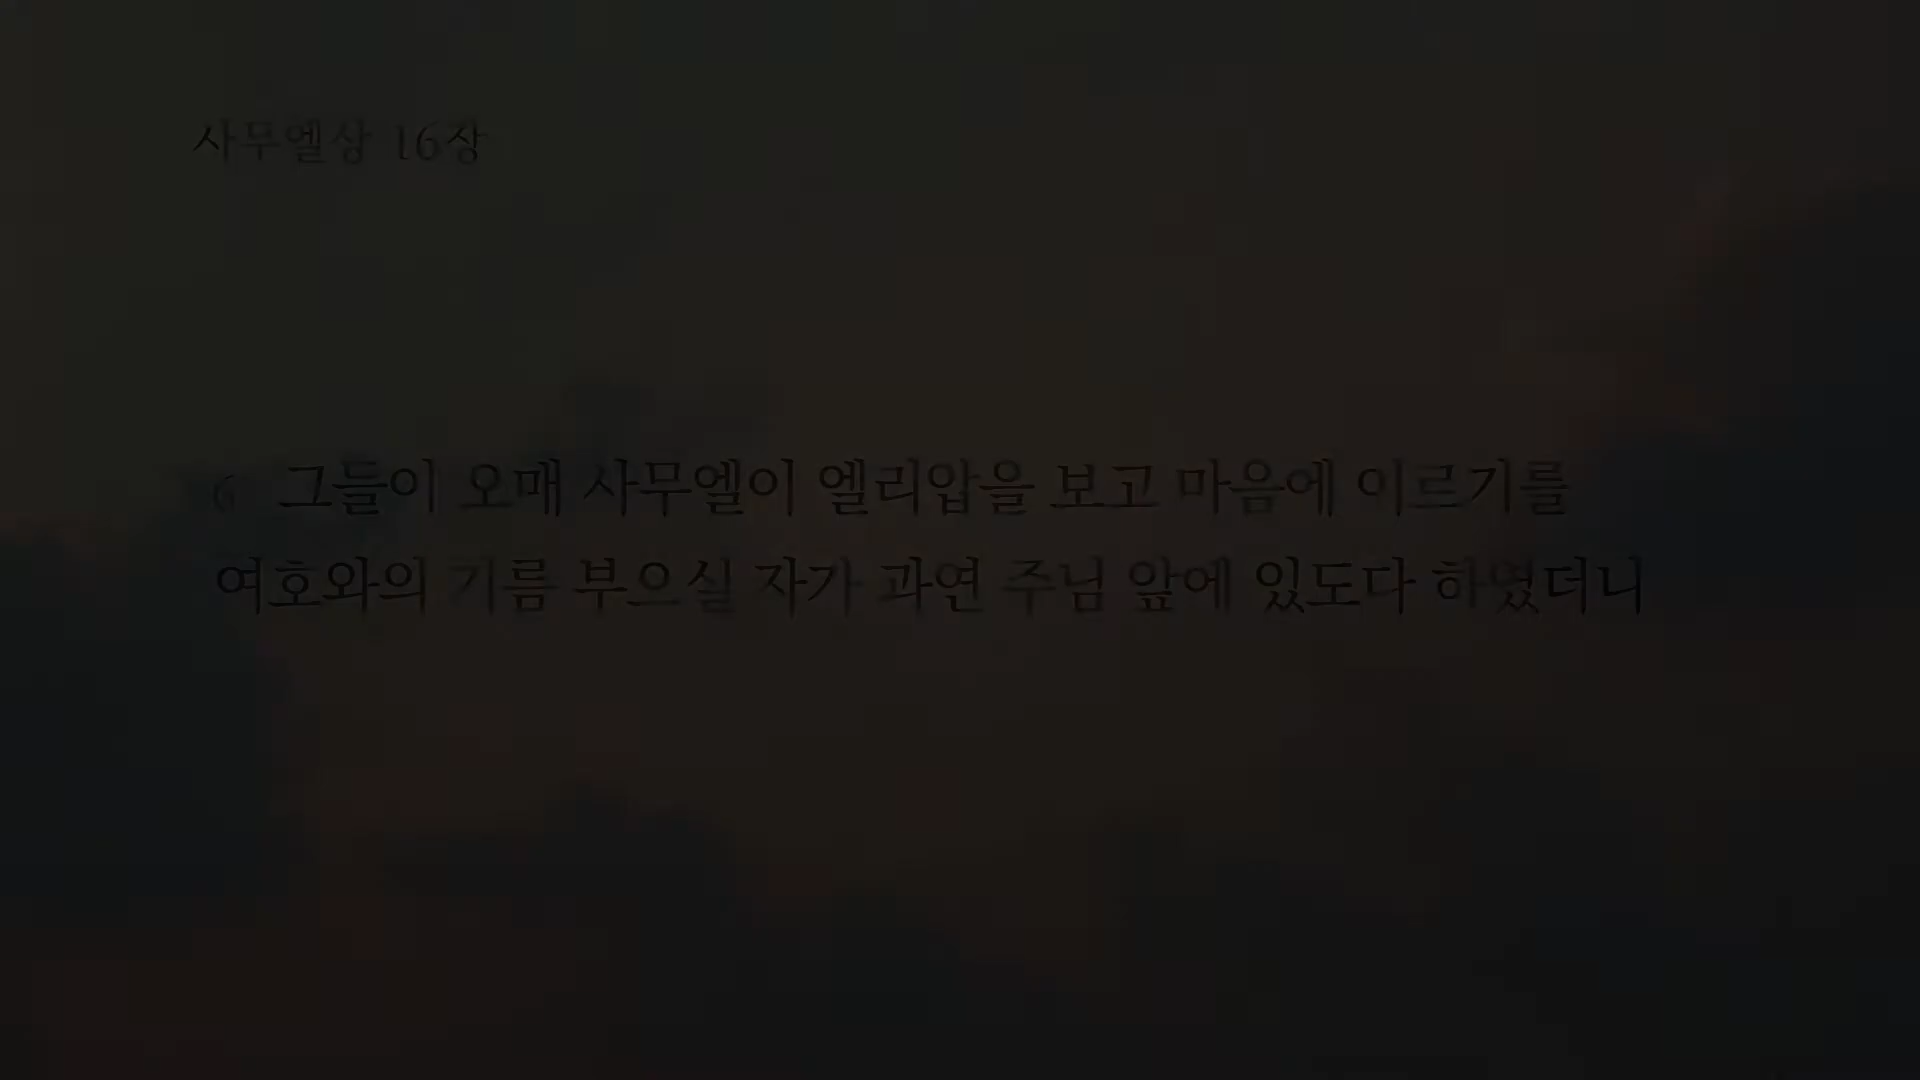 사무엘상 16장
6 그들이 오매 사무엘이 엘리압을 보고 마음에 이르기를
여호와의 기름 부으실 자가 과연 주님 앞에 있도다 하였더니